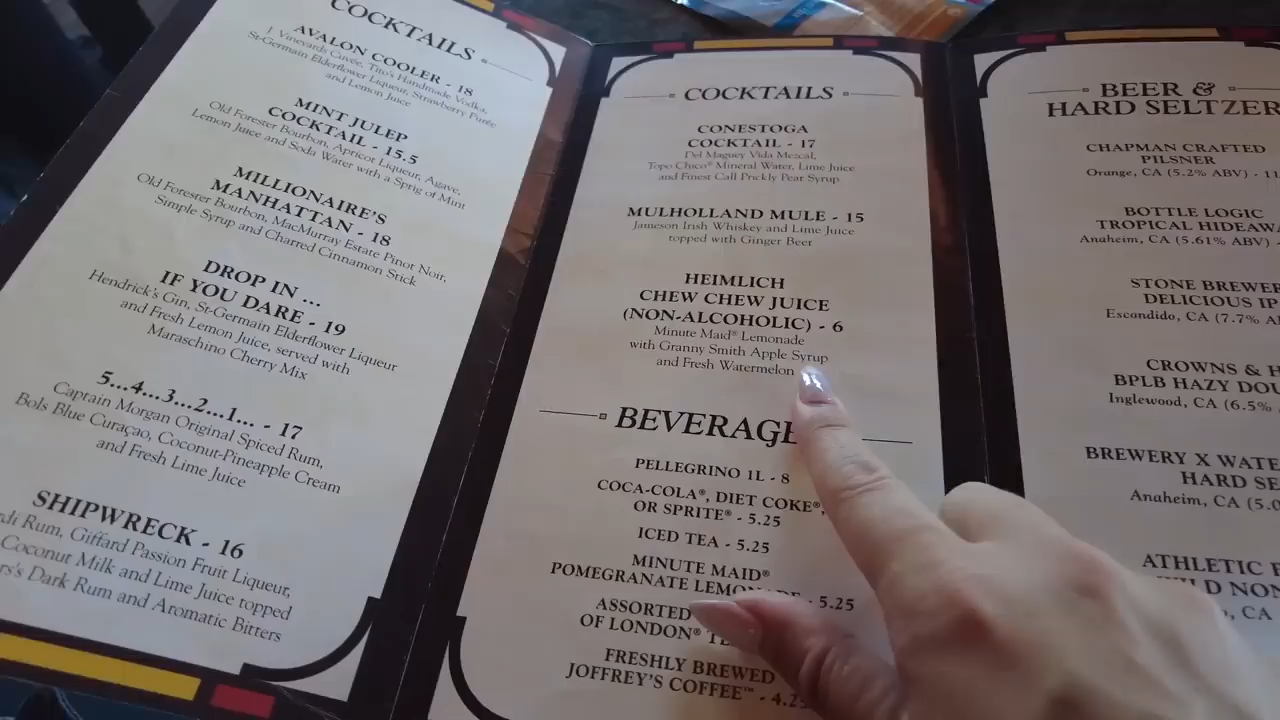 COCKTAILS
AVALON COOLER - 18
J Vineyards Cuvée, Tito's Handmade Vodka,
St-Germain Elderflower Liqueur, Strawberry Purée
and Lemon Juice
MINT JULEP
COCKTAIL - 15.5
Old Forester Bourbon, Apricot Liqueur, Agave,
Lemon Juice and Soda Water with a Sprig of Mint
MILLIONAIRE'S
MANHATTAN - 18
Old Forester Bourbon, MacMurray Estate Pinot Noir,
Simple Syrup and Charred Cinnamon Stick
DROP IN ...
IF YOU DARE - 19
Hendrick's Gin, St-Germain Elderflower Liqueur
and Fresh Lemon Juice, served with
Maraschino Cherry Mix
5...4...3...2...1... - 17
Captain Morgan Original Spiced Rum,
Bols Blue Curaçao, Coconut-Pineapple Cream
and Fresh Lime Juice
SHIPWRECK - 16
Rum, Giffard Passion Fruit Liqueur,
Coconut Milk and Lime Juice topped
Dark Rum and Aromatic Bitters
COCKTAILS
CONESTOGA
COCKTAIL - 17
Del Maguey Vida Mezcal,
Topo Chico® Mineral Water, Lime Juice
and Finest Call Prickly Pear Syrup
MULHOLLAND MULE - 15
Jameson Irish Whiskey and Lime Juice
topped with Ginger Beer
HEIMLICH
CHEW CHEW JUICE
(NON-ALCOHOLIC) - 6
Minute Maid® Lemonade
with Granny Smith Apple Syrup
and Fresh Watermelon
BEVERAGE
PELLEGRINO 1L - 8
COCA-COLA®, DIET COKE®,
OR SPRITE® - 5.25
ICED TEA - 5.25
MINUTE MAID®
POMEGRANATE LEMONADE - 5.25
ASSORTED
OF LONDON®
FRESHLY BREWED
JOFFREY'S COFFEE™ - 4.25
BEER &
HARD SELTZER
CHAPMAN CRAFTED
PILSNER
Orange, CA (5.2% ABV) - 11
BOTTLE LOGIC
TROPICAL HIDEAWA
Anaheim, CA (5.61% ABV)
STONE BREWE
DELICIOUS IP
Escondido, CA (7.7% A
CROWNS & H
BPLB HAZY DOU
Inglewood, CA (6.5%
BREWERY X WATE
HARD SE
Anaheim, CA (5.0
ATHLETIC
NON
CA